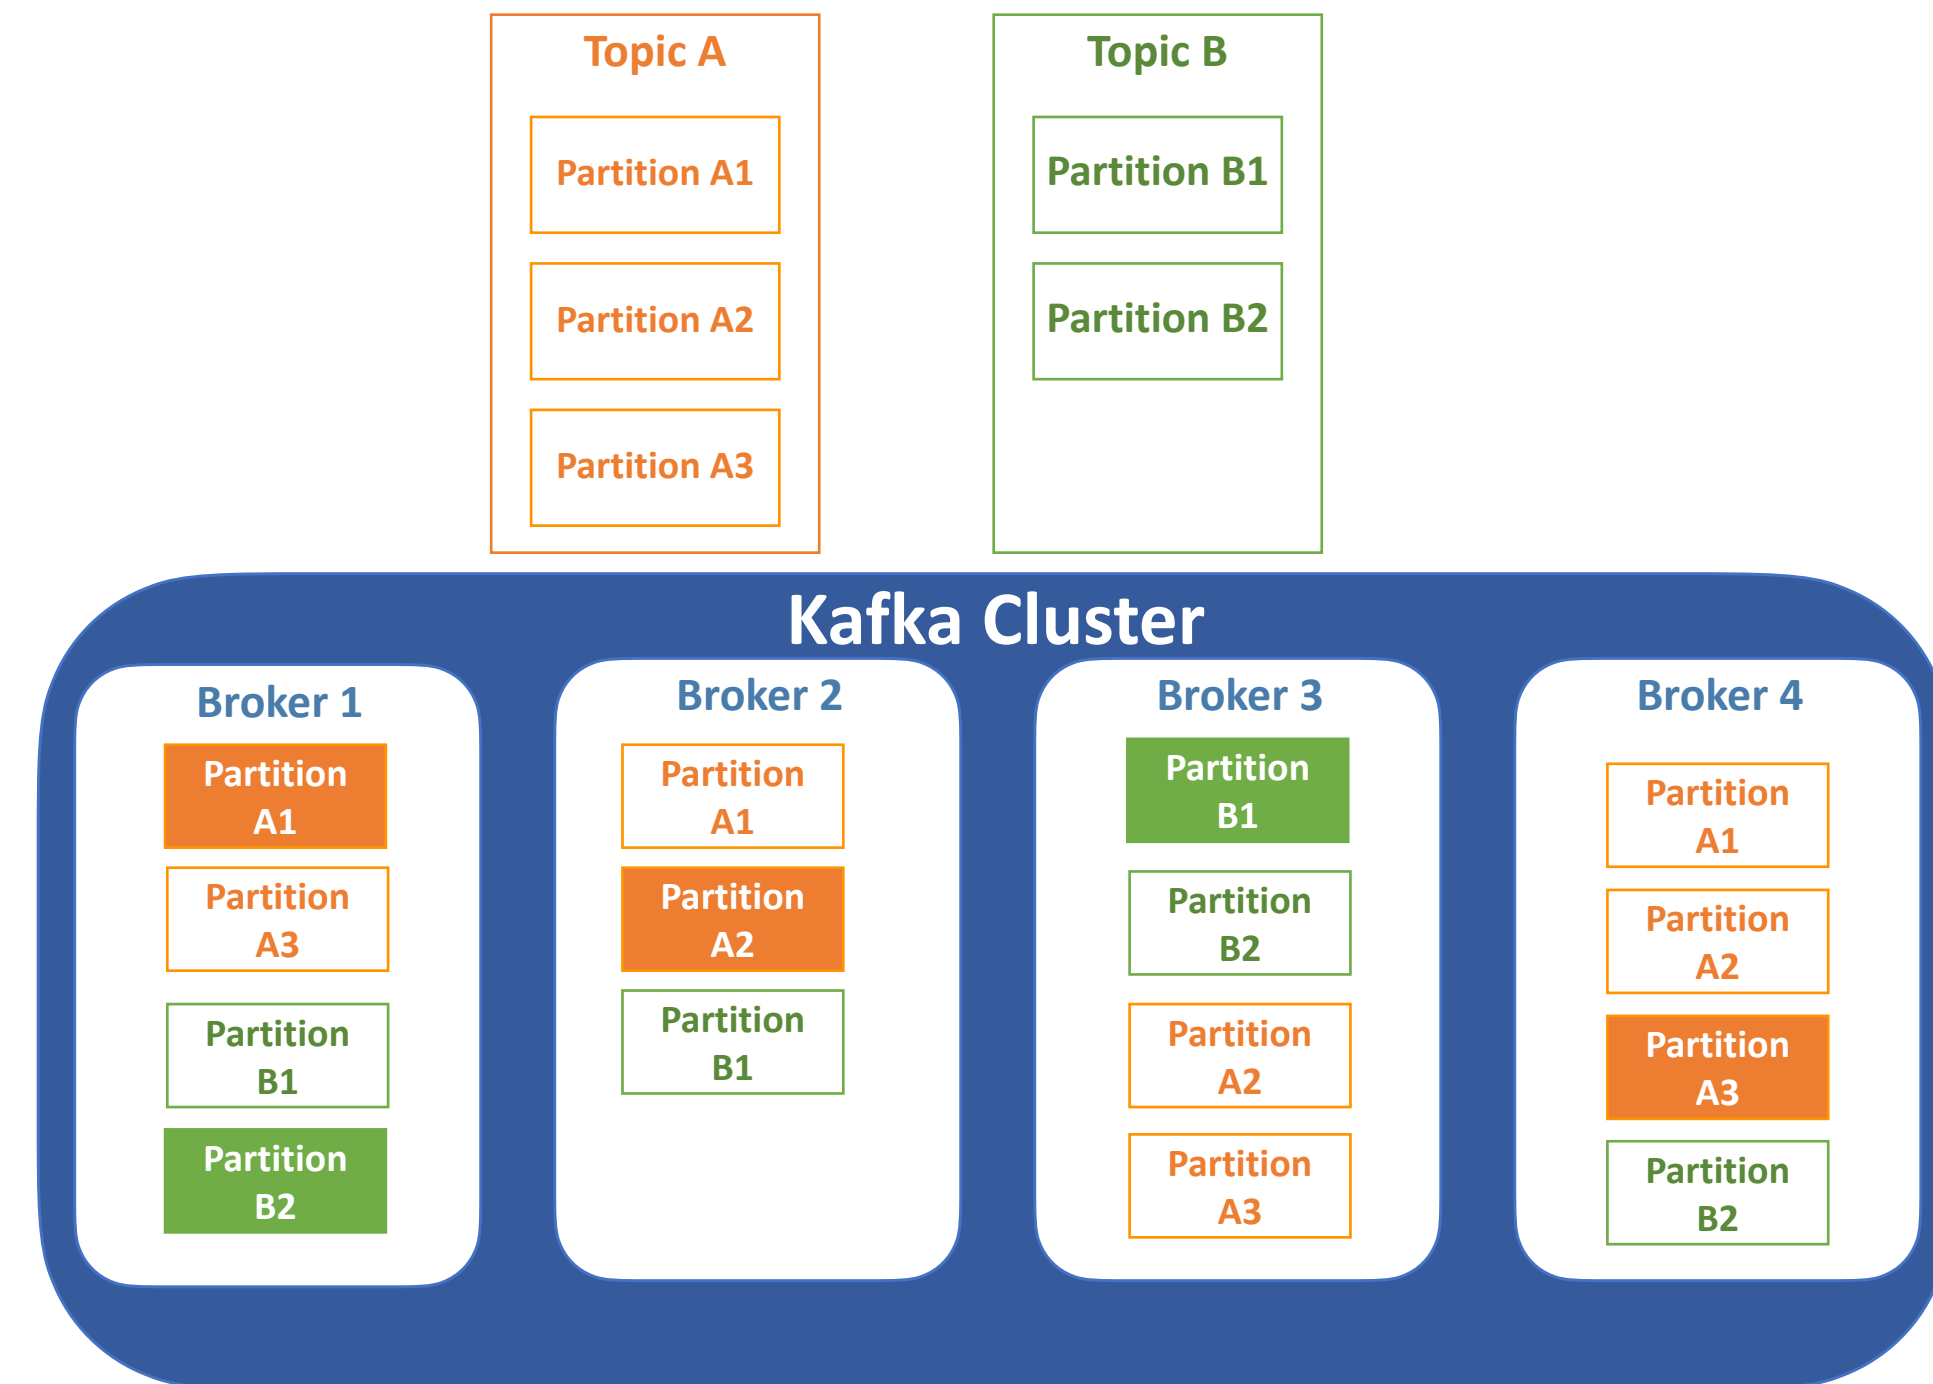 Topic A
Partition A1
Partition A2
Partition A3
Topic B
Partition B1
Partition B2
Kafka Cluster
Broker 1
Partition
A1
Partition
A3
Partition
B1
Partition
B2
Broker 2
Partition
A1
Partition
A2
Partition
B1
Broker 3
Partition
B1
Partition
B2
Partition
A2
Partition
A3
Broker 4
Partition
A1
Partition
A2
Partition
A3
Partition
B2